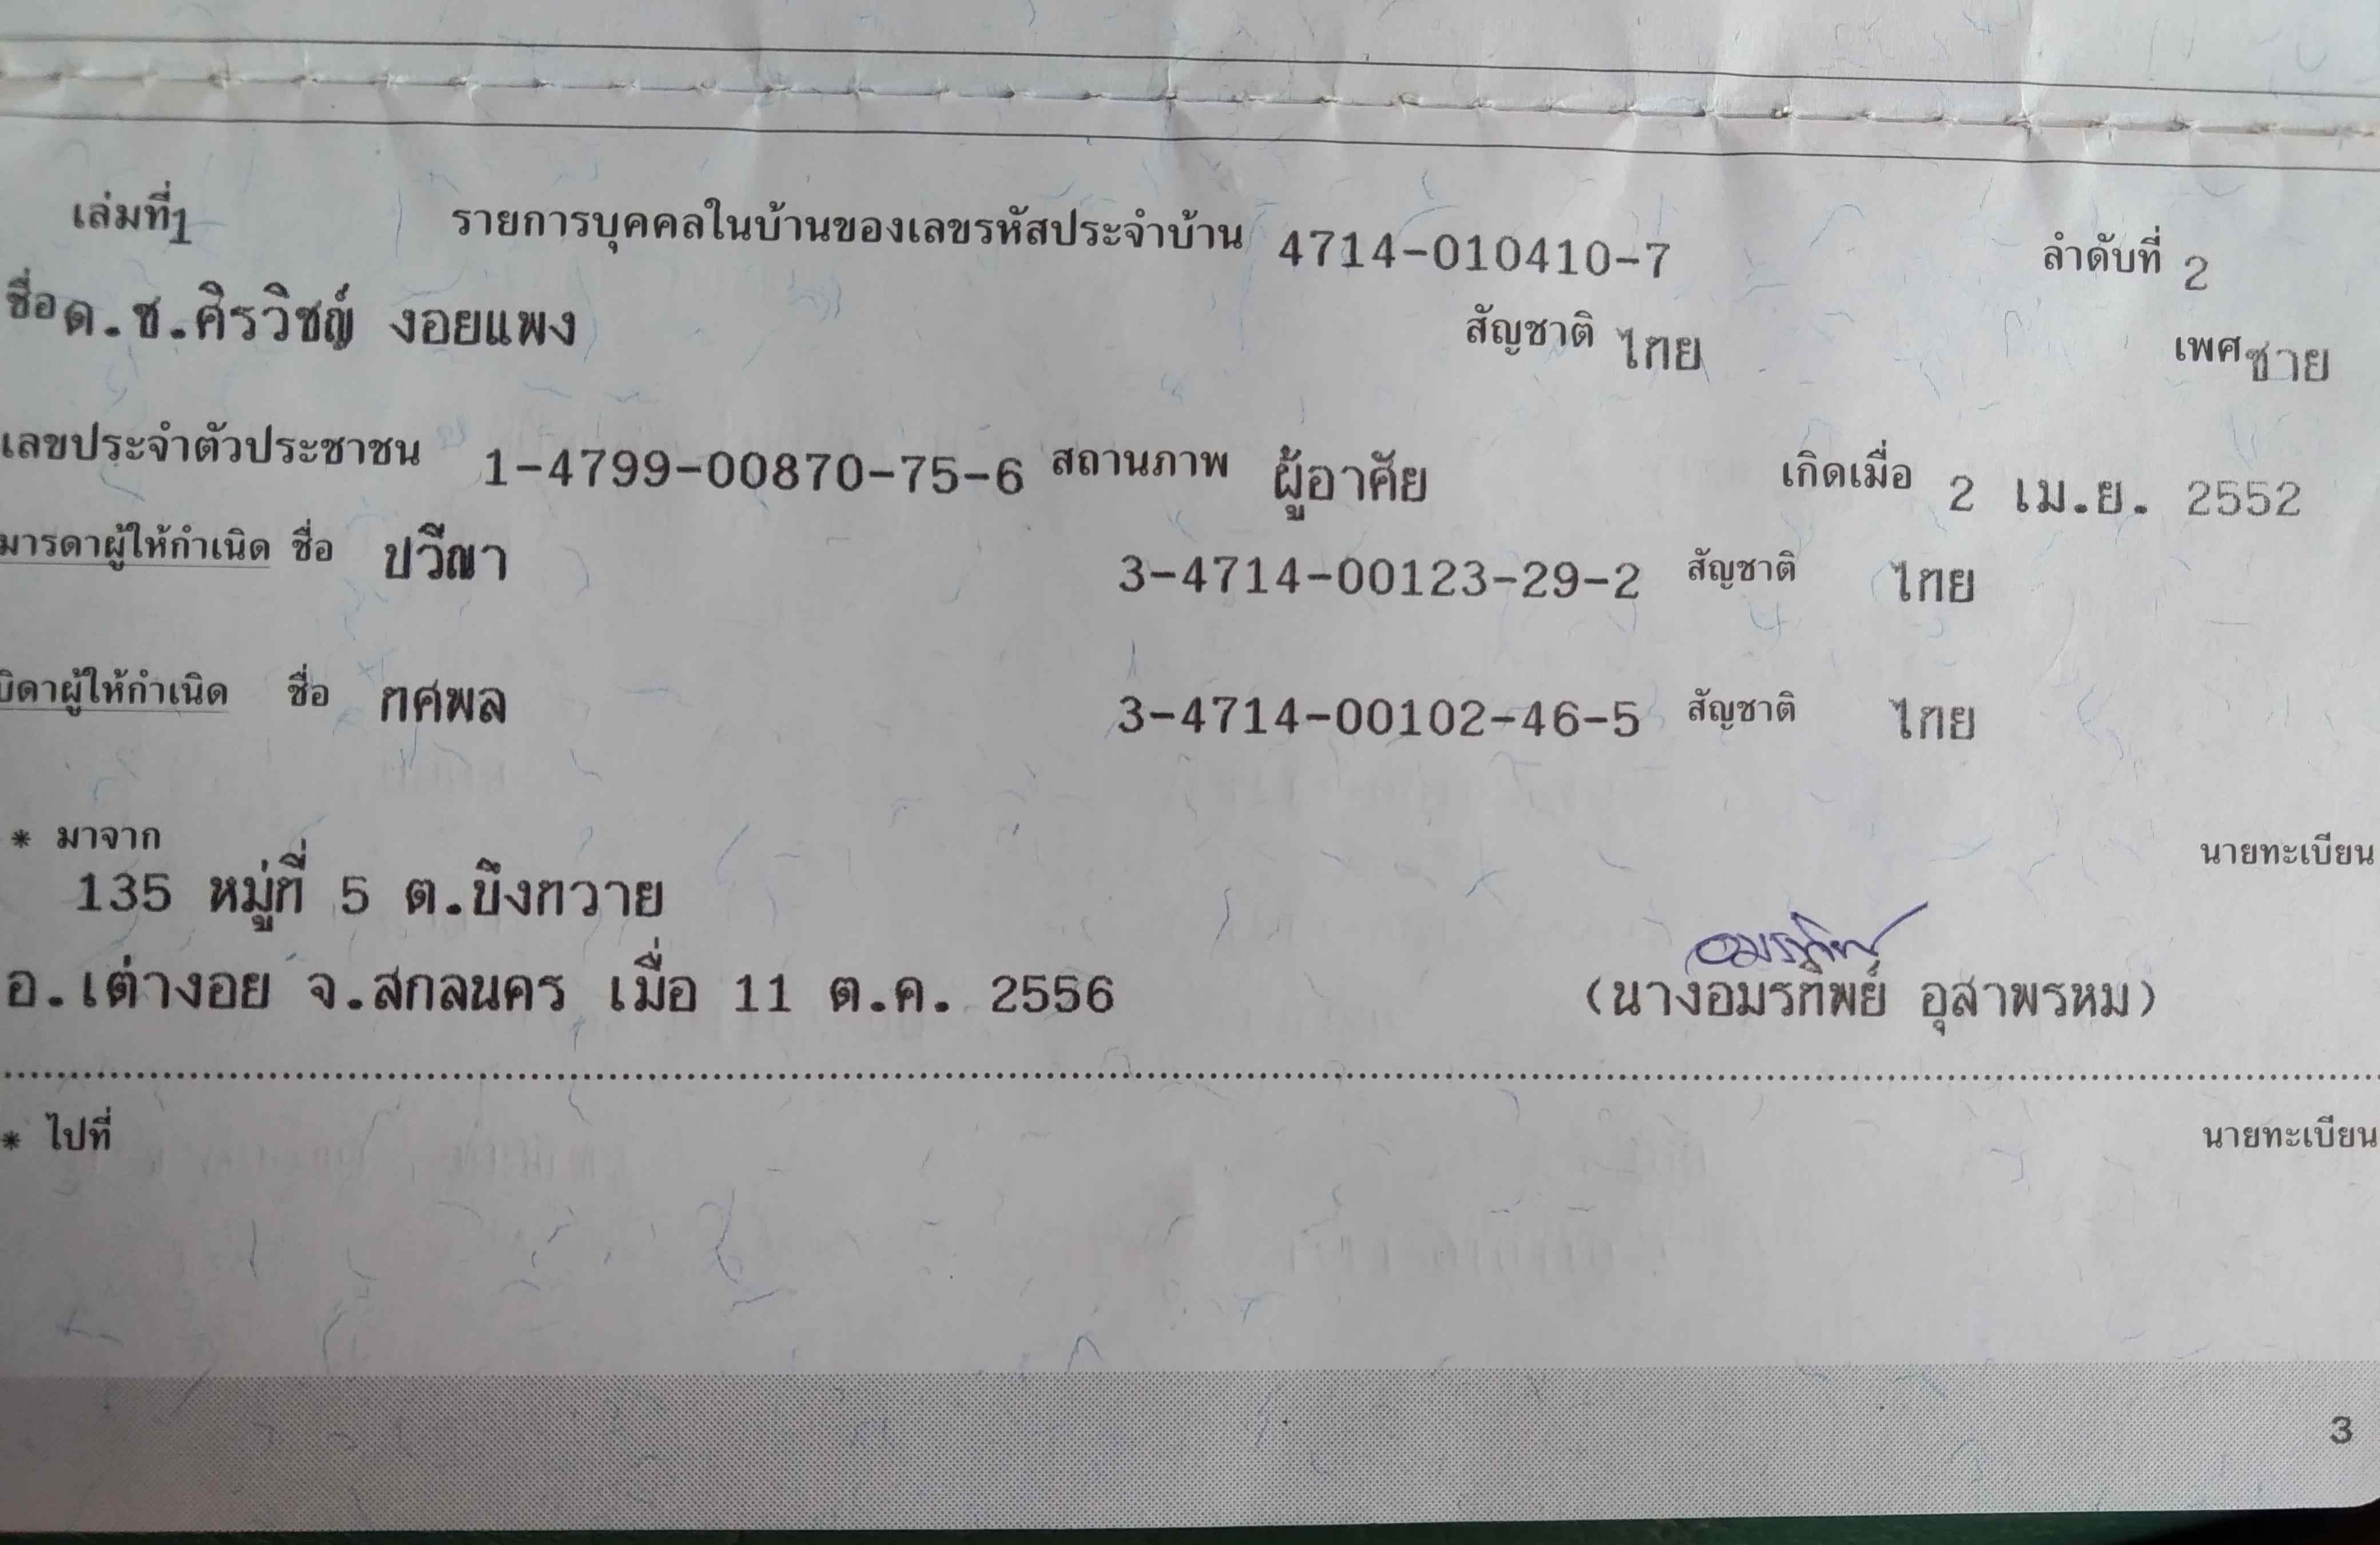 เล่มที่ 1 รายการบุคคลในบ้านของเลขรหัสประจำบ้าน 4714-010410-7 ลำดับที่ 2
ชื่อ ด.ช.ศิรวิชญ์ งอยแพง สัญชาติ ไทย เพศ ชาย
เลขประจำตัวประชาชน 1-4799-00870-75-6 สถานภาพ ผู้อาศัย เกิดเมื่อ 2 เม.ย. 2552
มารดาผู้ให้กำเนิด ชื่อ ปวีณา 3-4714-00123-29-2 สัญชาติ ไทย
บิดาผู้ให้กำเนิด ชื่อ ทศพล 3-4714-00102-46-5 สัญชาติ ไทย
* มาจาก นายทะเบียน
135 หมู่ที่ 5 ต.บึงทวาย
อมรทิพย์
อ.เต่างอย จ.สกลนคร เมื่อ 11 ต.ค. 2556 (นางอมรทิพย์ อุสาพรหม)
* ไปที่ นายทะเบียน
3